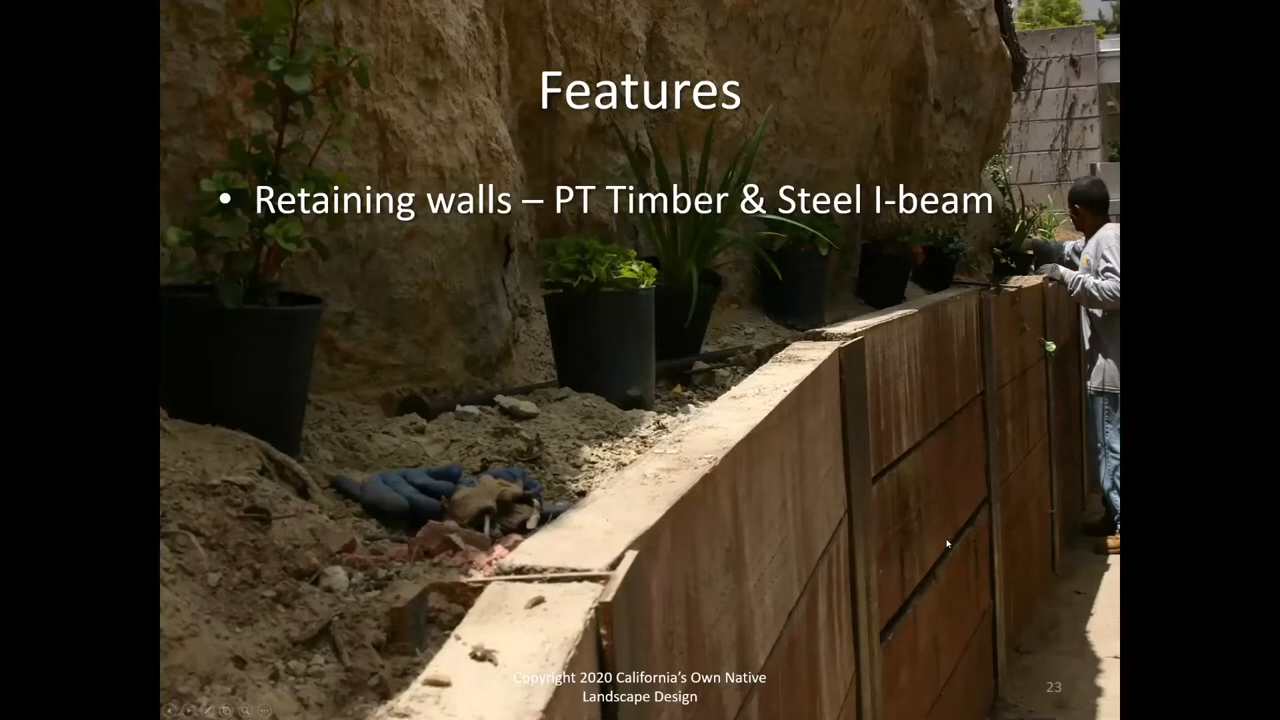 Features
• Retaining walls – PT Timber & Steel I-beam
Copyright 2020 California's Own Native
Landscape Design
23